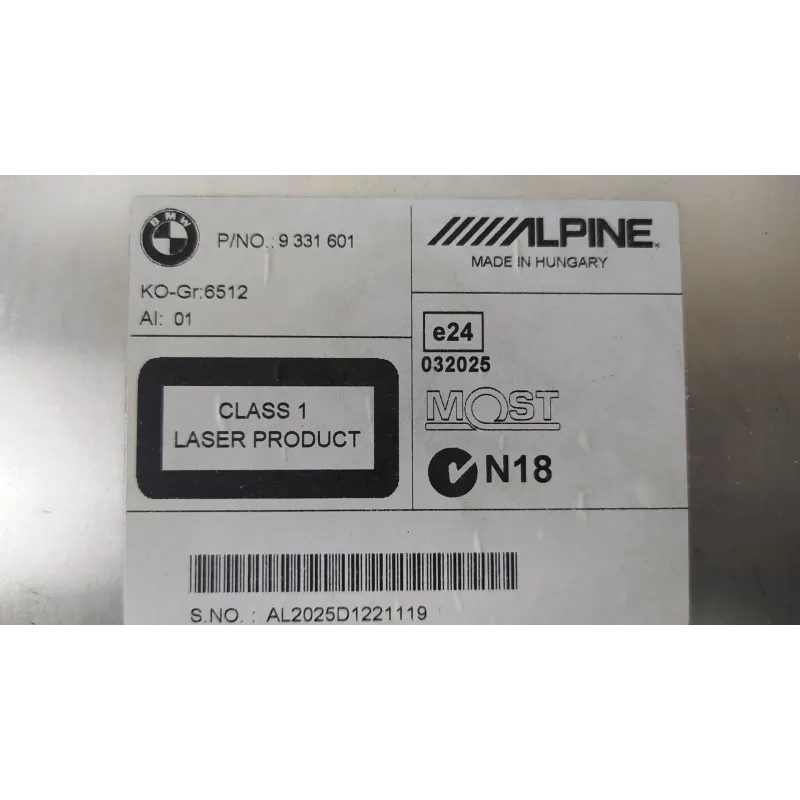 BMW
P/NO.: 9 331 601
KO-Gr:6512
AI: 01
ALPINE
MADE IN HUNGARY
e24
032025
MOST
N18
CLASS 1
LASER PRODUCT
S.NO. : AL2025D1221119